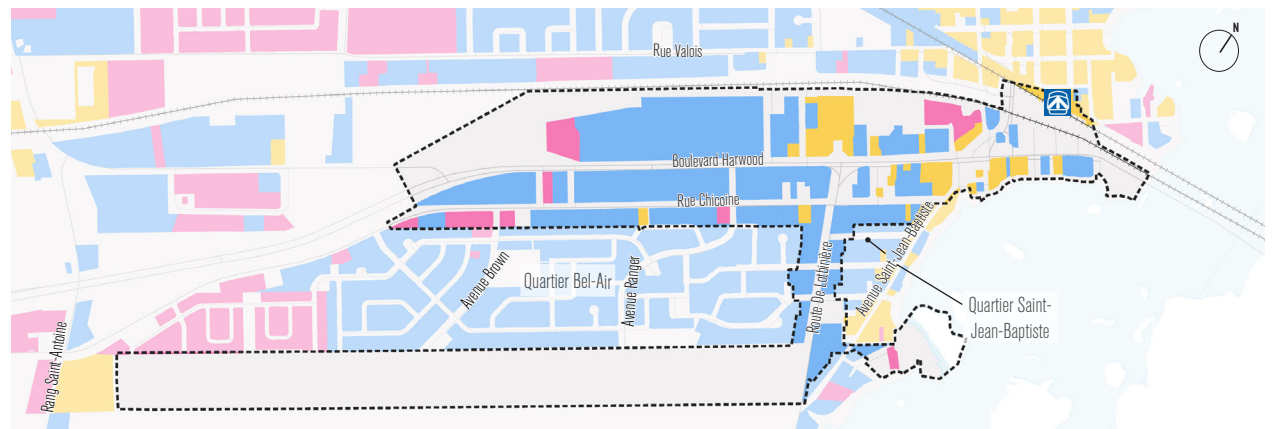 N
Rue Valois
Boulevard Harwood
Rue Chicoine
Avenue Saint-Jean-Baptiste
Route De Lotbinière
Avenue Brown
Quartier Bel-Air
Avenue Ranger
Quartier Saint-
Jean-Baptiste
Rang Saint-Antoine